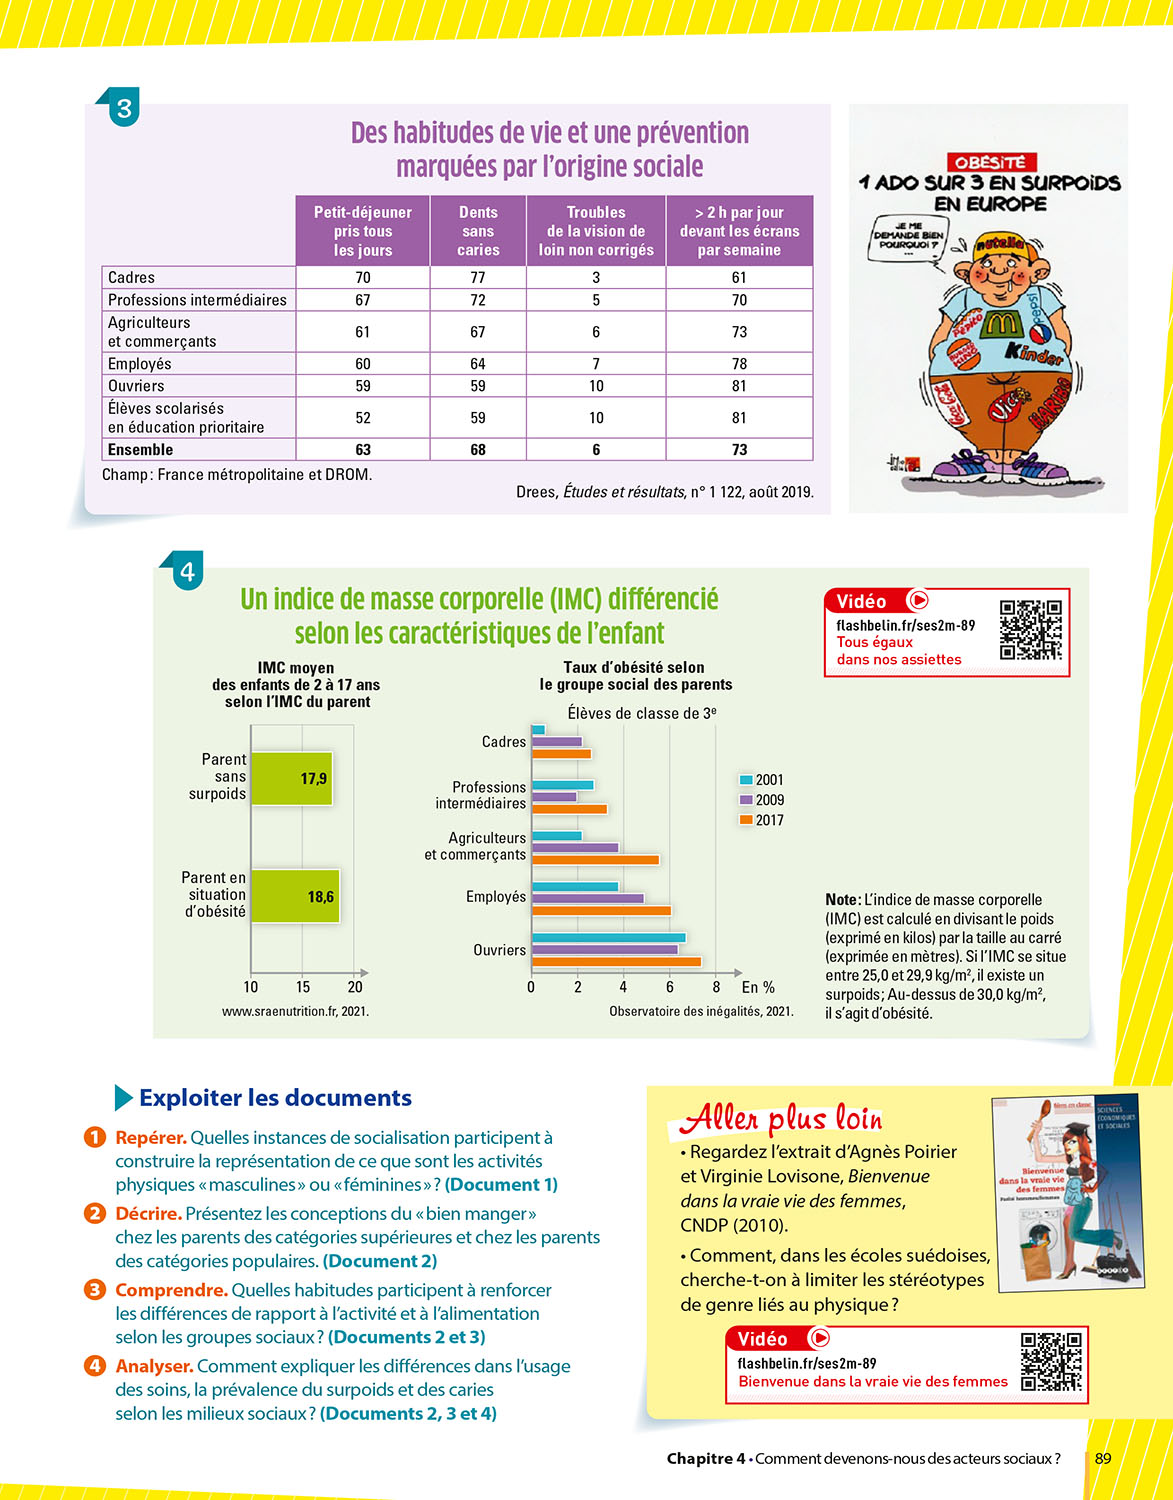 3
Des habitudes de vie et une prévention
marquées par l'origine sociale
Petit-déjeuner pris tous les jours | Dents sans caries | Troubles de la vision de loin non corrigés | > 2 h par jour devant les écrans par semaine
Cadres 70 77 3 61
Professions intermédiaires 67 72 5 70
Agriculteurs et commerçants 61 67 6 73
Employés 60 64 7 78
Ouvriers 59 59 10 81
Élèves scolarisés en éducation prioritaire 52 59 10 81
Ensemble 63 68 6 73
Champ : France métropolitaine et DROM.
Drees, Études et résultats, n° 1 122, août 2019.
OBÉSITÉ
1 ADO SUR 3 EN SURPOIDS
EN EUROPE
JE ME
DEMANDE BIEN
POURQUOI ?
...
nutella
Pepito
PEPSI
BURGER
KING
Kinder
Coca-Cola
HARIBO
4
Un indice de masse corporelle (IMC) différencié
selon les caractéristiques de l'enfant
Vidéo
flashbelin.fr/ses2m-89
Tous égaux
dans nos assiettes
IMC moyen
des enfants de 2 à 17 ans
selon l'IMC du parent
Parent
sans
surpoids
17,9
Parent en
situation
d'obésité
18,6
10 15 20
www.sraenutrition.fr, 2021.
Taux d'obésité selon
le groupe social des parents
Élèves de classe de 3e
Cadres
Professions
intermédiaires
Agriculteurs
et commerçants
Employés
Ouvriers
0 2 4 6 8 En %
2001
2009
2017
Observatoire des inégalités, 2021.
Note : L'indice de masse corporelle
(IMC) est calculé en divisant le poids
(exprimé en kilos) par la taille au carré
(exprimée en mètres). Si l'IMC se situe
entre 25,0 et 29,9 kg/m², il existe un
surpoids ; Au-dessus de 30,0 kg/m²,
il s'agit d'obésité.
Exploiter les documents
1 Repérer. Quelles instances de socialisation participent à
construire la représentation de ce que sont les activités
physiques « masculines » ou « féminines » ? (Document 1)
2 Décrire. Présentez les conceptions du « bien manger »
chez les parents des catégories supérieures et chez les parents
des catégories populaires. (Document 2)
3 Comprendre. Quelles habitudes participent à renforcer
les différences de rapport à l'activité et à l'alimentation
selon les groupes sociaux ? (Documents 2 et 3)
4 Analyser. Comment expliquer les différences dans l'usage
des soins, la prévalence du surpoids et des caries
selon les milieux sociaux ? (Documents 2, 3 et 4)
Aller plus loin
• Regardez l'extrait d'Agnès Poirier
et Virginie Lovisone, Bienvenue
dans la vraie vie des femmes,
CNDP (2010).
• Comment, dans les écoles suédoises,
cherche-t-on à limiter les stéréotypes
de genre liés au physique ?
SCIENCES
ÉCONOMIQUES
ET SOCIALES
Bienvenue
dans la vraie vie
des femmes
Vidéo
flashbelin.fr/ses2m-89
Bienvenue dans la vraie vie des femmes
Chapitre 4 • Comment devenons-nous des acteurs sociaux ? 89